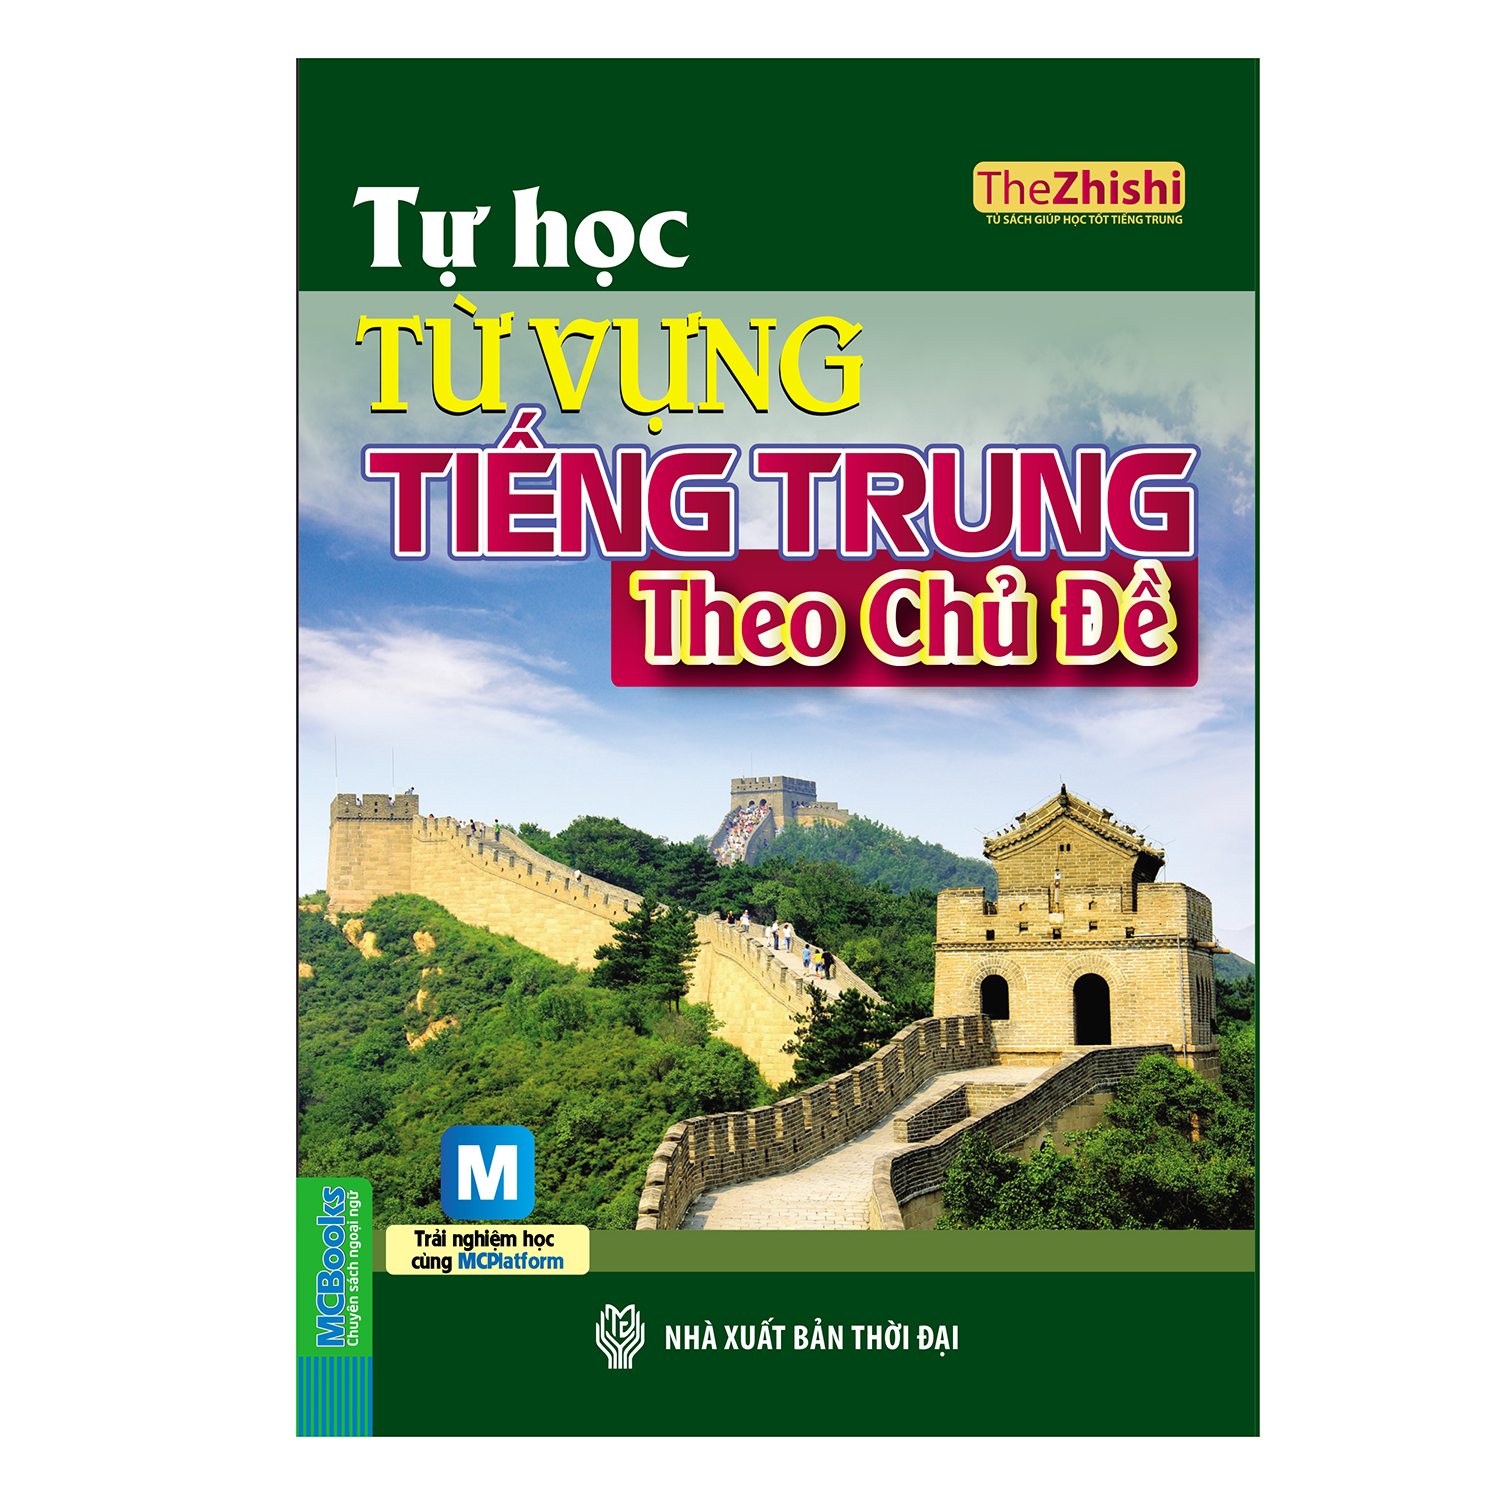 TheZhishi
TỦ SÁCH GIÚP HỌC TỐT TIẾNG TRUNG
Tự học
TỪ VỰNG
TIẾNG TRUNG
Theo Chủ Đề
M
Trải nghiệm học
cùng MCPlatform
MCBooks
Chuyên sách ngoại ngữ
NHÀ XUẤT BẢN THỜI ĐẠI